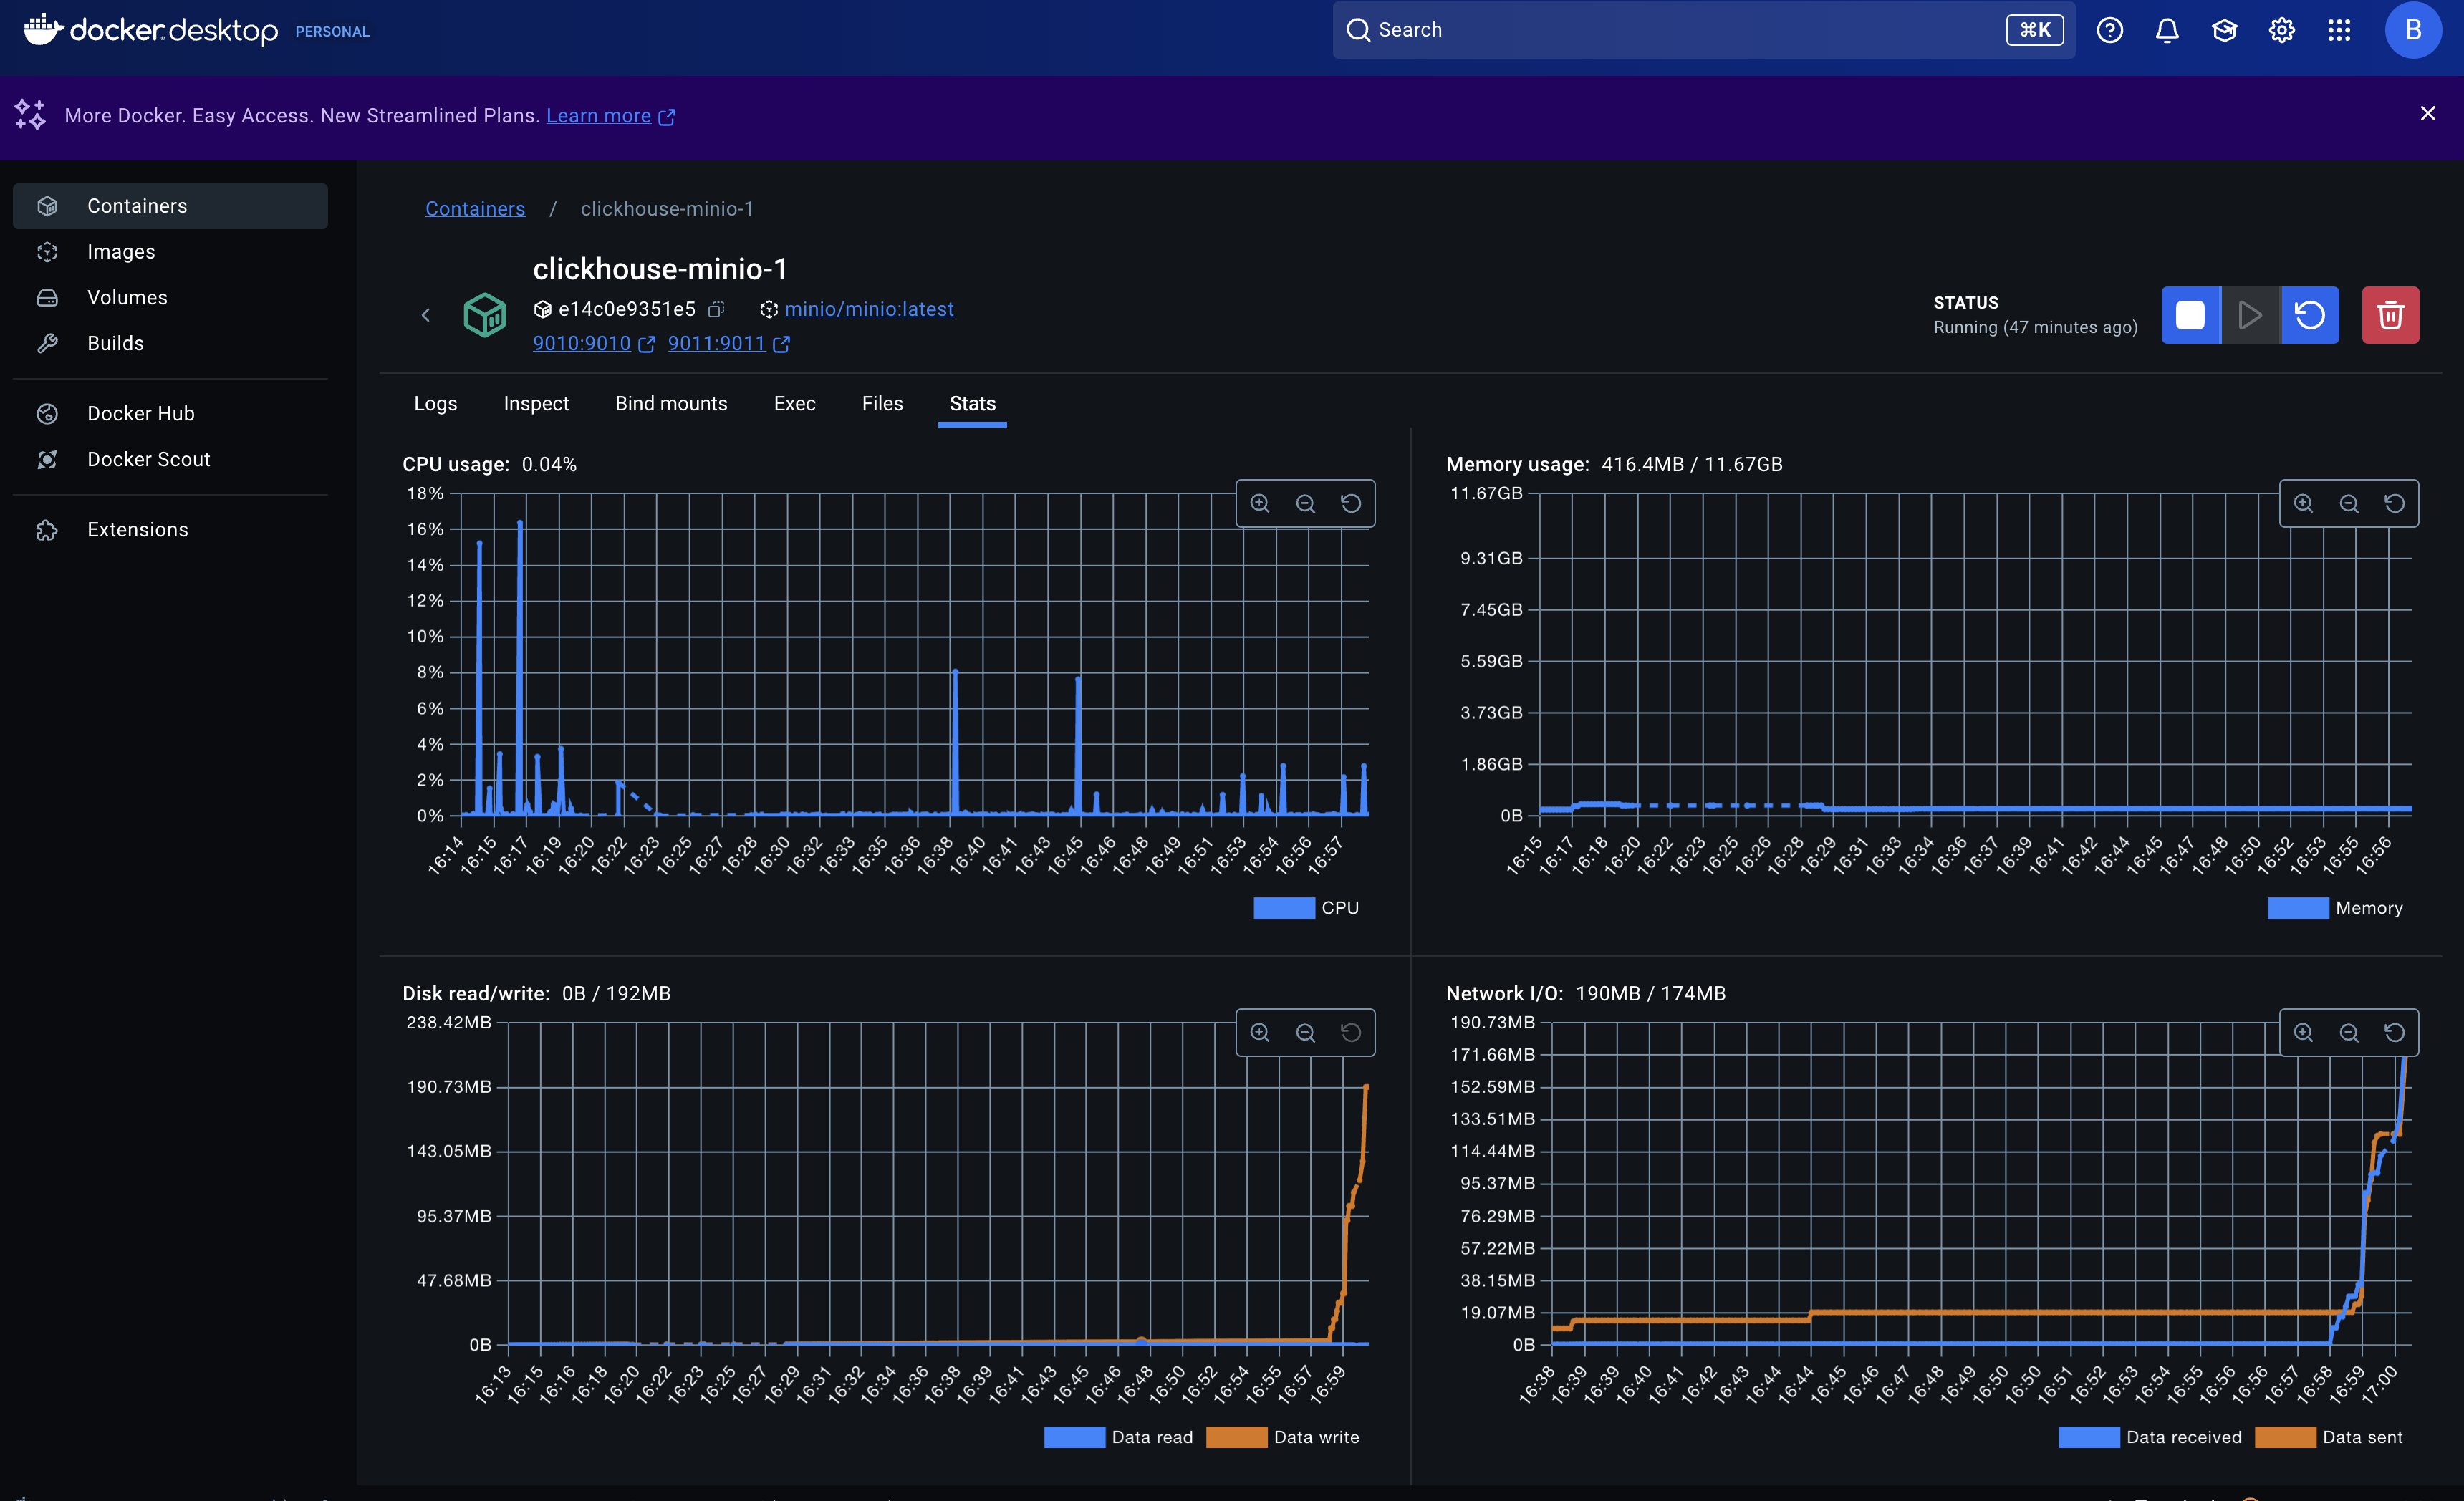 docker.desktop PERSONAL
Search
⌘K
B
More Docker. Easy Access. New Streamlined Plans. Learn more
Containers
Images
Volumes
Builds
Docker Hub
Docker Scout
Extensions
Containers / clickhouse-minio-1
clickhouse-minio-1
e14c0e9351e5 minio/minio:latest
9010:9010 9011:9011
STATUS
Running (47 minutes ago)
Logs Inspect Bind mounts Exec Files Stats
CPU usage: 0.04%
18%
16%
14%
12%
10%
8%
6%
4%
2%
0%
16:14 16:15 16:17 16:19 16:20 16:22 16:23 16:25 16:27 16:28 16:30 16:32 16:33 16:35 16:36 16:38 16:40 16:41 16:43 16:45 16:46 16:48 16:49 16:51 16:53 16:54 16:56 16:57
CPU
Memory usage: 416.4MB / 11.67GB
11.67GB
9.31GB
7.45GB
5.59GB
3.73GB
1.86GB
0B
16:15 16:17 16:18 16:20 16:22 16:23 16:25 16:26 16:28 16:29 16:31 16:33 16:34 16:36 16:37 16:39 16:41 16:42 16:44 16:45 16:47 16:48 16:50 16:52 16:53 16:55 16:56
Memory
Disk read/write: 0B / 192MB
238.42MB
190.73MB
143.05MB
95.37MB
47.68MB
0B
16:13 16:15 16:16 16:18 16:20 16:22 16:23 16:25 16:27 16:29 16:31 16:32 16:34 16:36 16:38 16:39 16:41 16:43 16:45 16:46 16:48 16:50 16:52 16:54 16:55 16:57 16:59
Data read Data write
Network I/O: 190MB / 174MB
190.73MB
171.66MB
152.59MB
133.51MB
114.44MB
95.37MB
76.29MB
57.22MB
38.15MB
19.07MB
0B
16:38 16:39 16:39 16:40 16:41 16:42 16:43 16:44 16:44 16:45 16:46 16:47 16:48 16:49 16:50 16:50 16:51 16:52 16:53 16:54 16:55 16:56 16:56 16:57 16:58 16:59 17:00
Data received Data sent